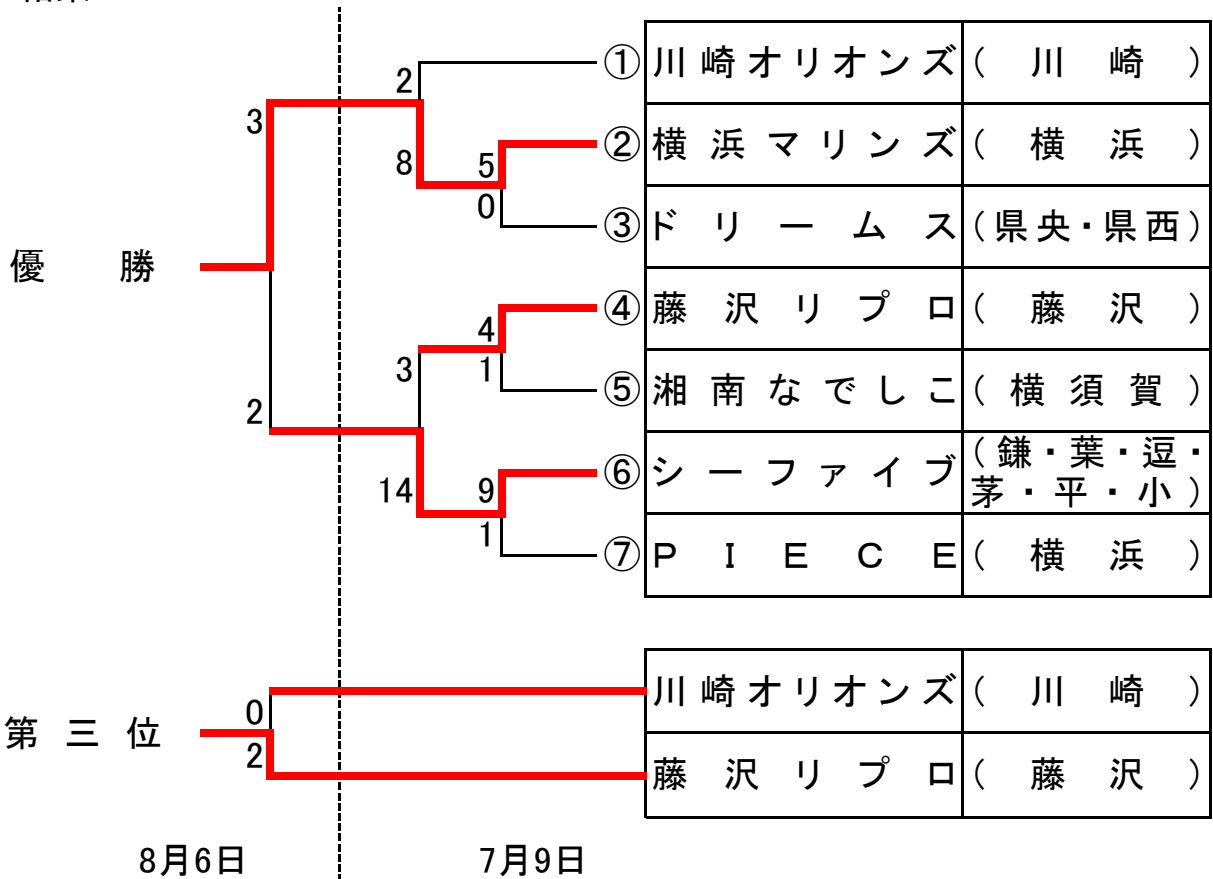 2
① 川崎オリオンズ (川崎)
3
8
5
② 横浜マリンズ (横浜)
0
③ ドリームス (県央・県西)
優勝
4
④ 藤沢リプロ (藤沢)
3
1
⑤ 湘南なでしこ (横須賀)
2
14
9
⑥ シーファイブ (鎌・葉・逗・
茅・平・小)
1
⑦ PIECE (横浜)
川崎オリオンズ (川崎)
0
第三位
2
藤沢リプロ (藤沢)
8月6日
7月9日